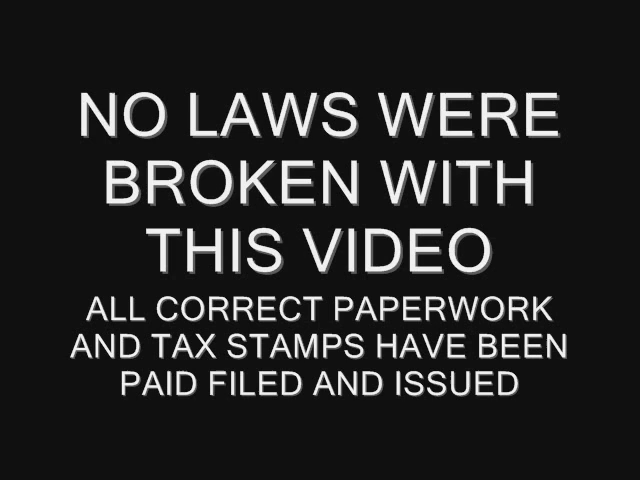 NO LAWS WERE
BROKEN WITH
THIS VIDEO
ALL CORRECT PAPERWORK
AND TAX STAMPS HAVE BEEN
PAID FILED AND ISSUED